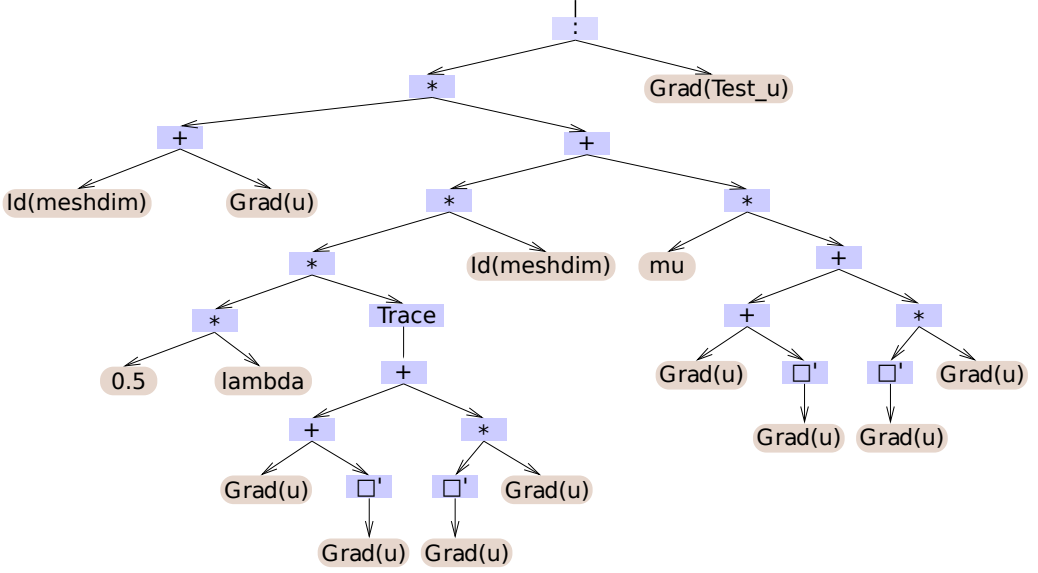 :
*
Grad(Test_u)
+
+
Id(meshdim)
Grad(u)
*
*
*
Id(meshdim)
mu
+
*
Trace
+
*
0.5
lambda
+
Grad(u)
□'
□'
Grad(u)
+
*
Grad(u)
Grad(u)
Grad(u)
□'
□'
Grad(u)
Grad(u)
Grad(u)